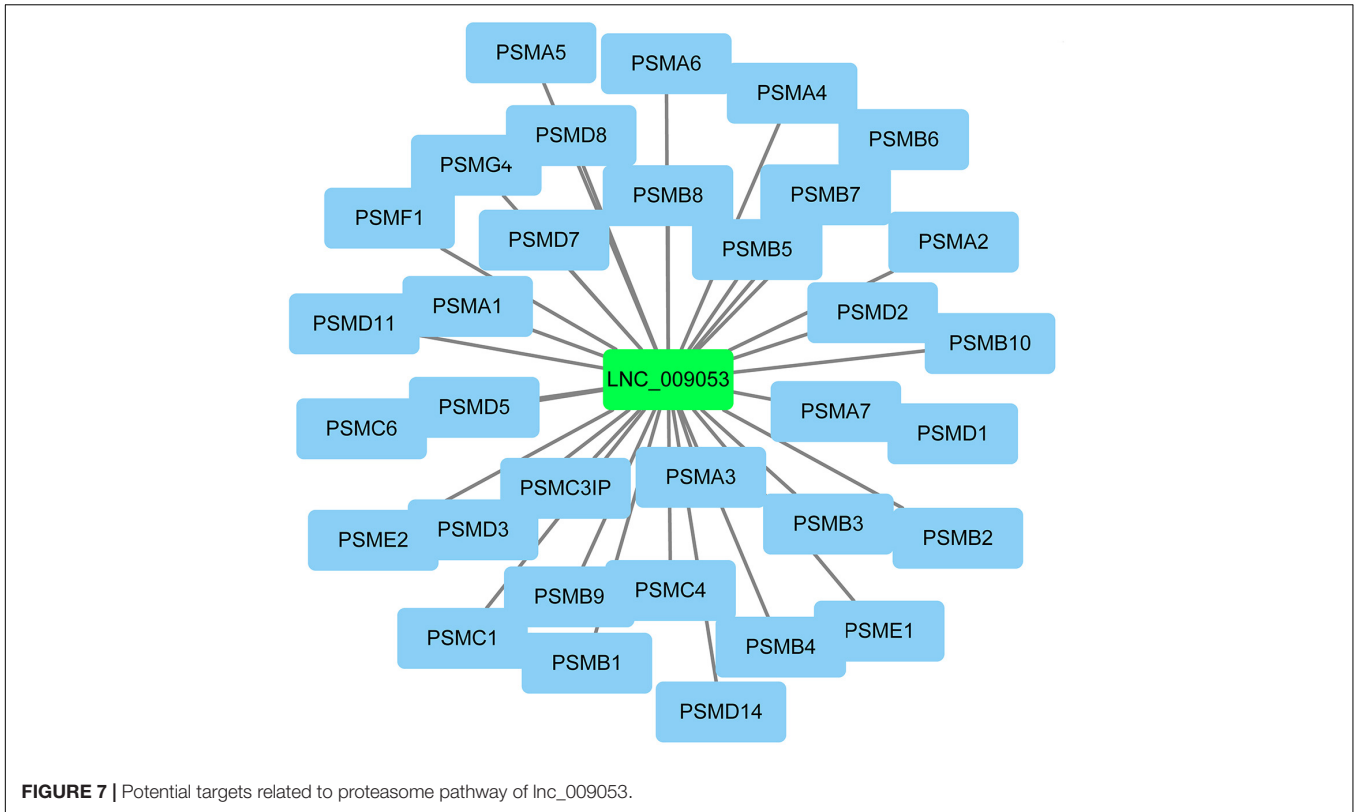 PSMA5
PSMA6
PSMA4
PSMD8
PSMB6
PSMG4
PSMB8
PSMB7
PSMF1
PSMD7
PSMB5
PSMA2
PSMA1
PSMD11
PSMD2
PSMB10
LNC_009053
PSMD5
PSMC6
PSMA7
PSMD1
PSMC3IP
PSMA3
PSME2
PSMD3
PSMB3
PSMB2
PSMB9
PSMC4
PSMC1
PSMB1
PSMB4
PSME1
PSMD14
FIGURE 7 | Potential targets related to proteasome pathway of lnc_009053.